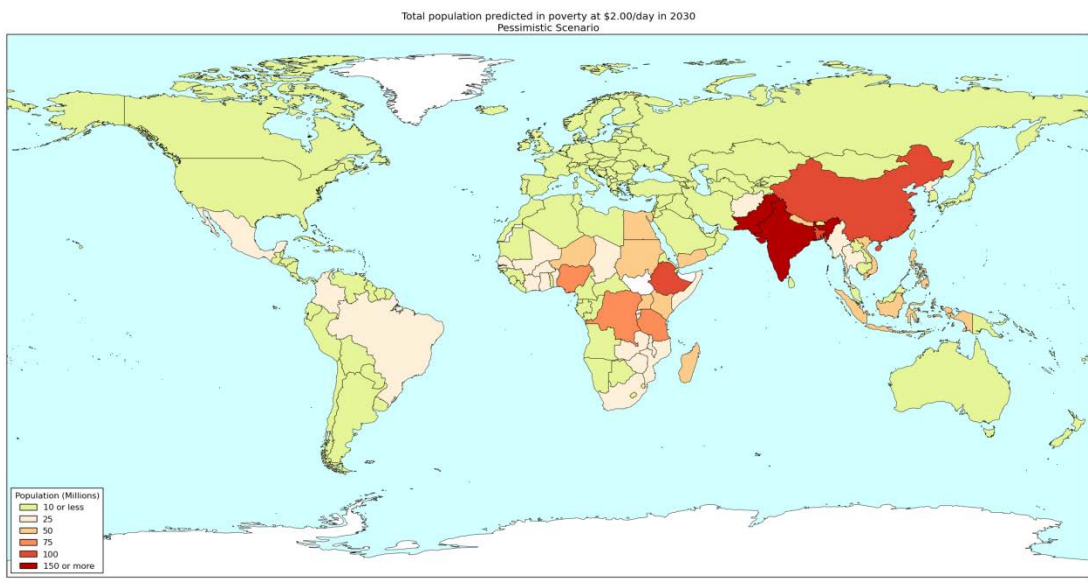 Total population predicted in poverty at $2.00/day in 2030
Pessimistic Scenario
Population (Millions)
10 or less
25
50
75
100
150 or more